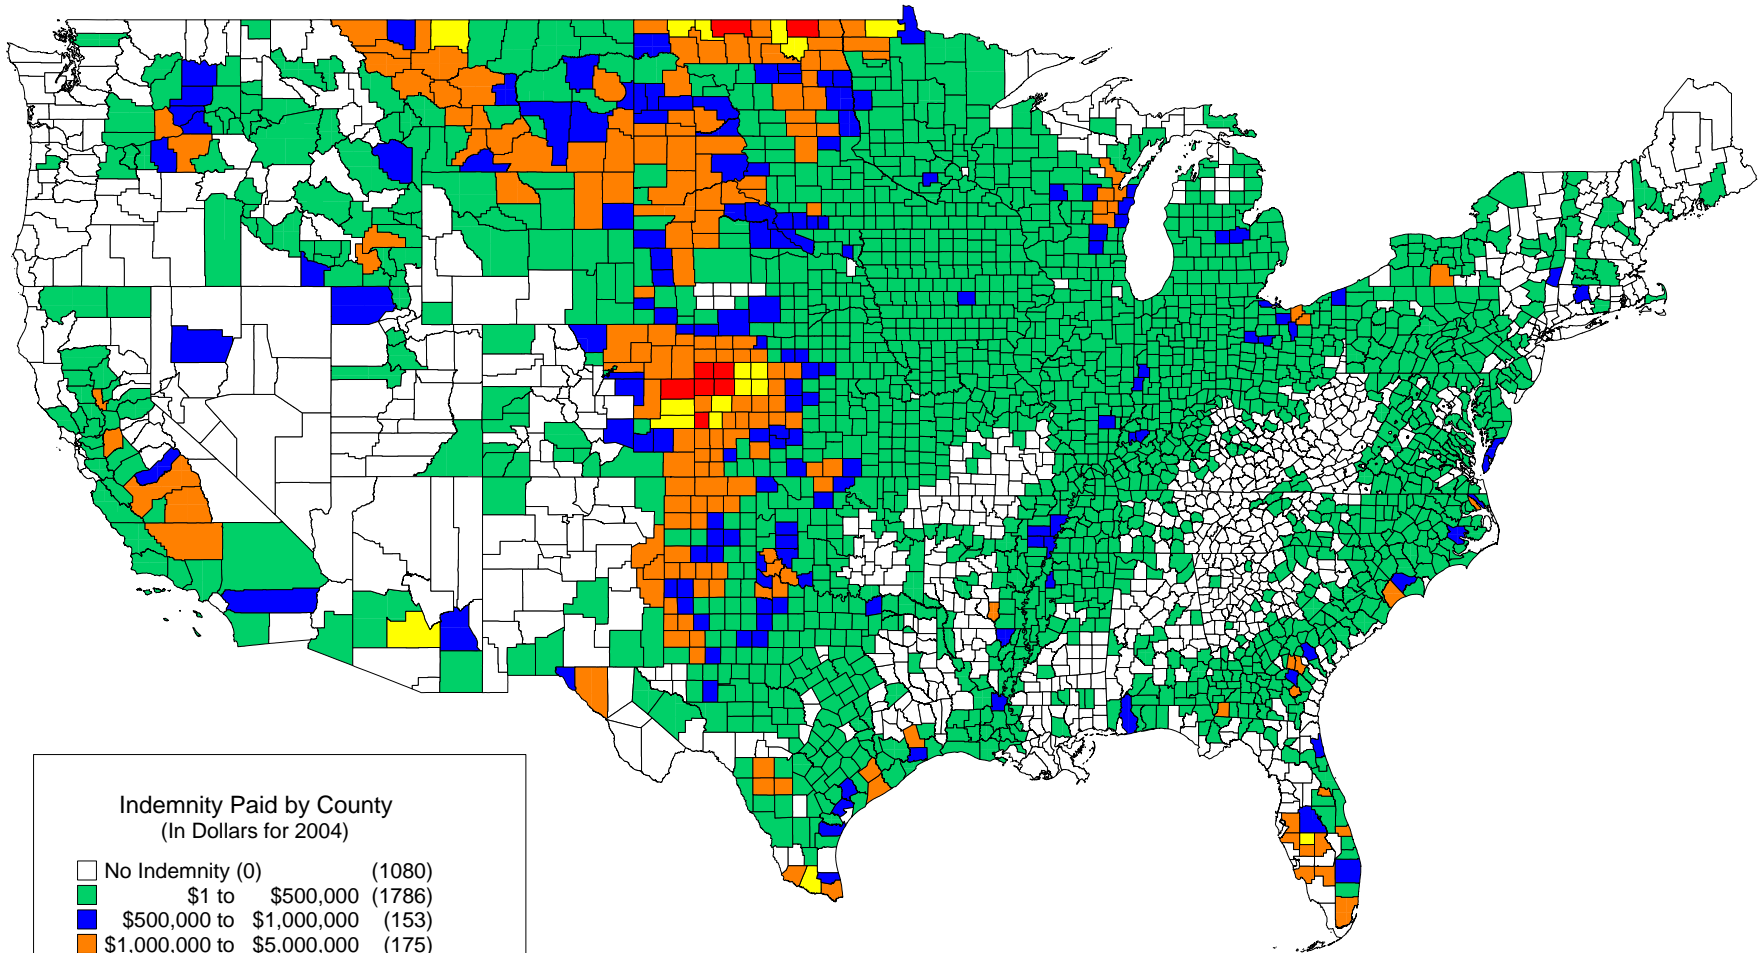 Indemnity Paid by County
(In Dollars for 2004)
No Indemnity (0) (1080)
$1 to $500,000 (1786)
$500,000 to $1,000,000 (153)
$1,000,000 to $5,000,000 (175)